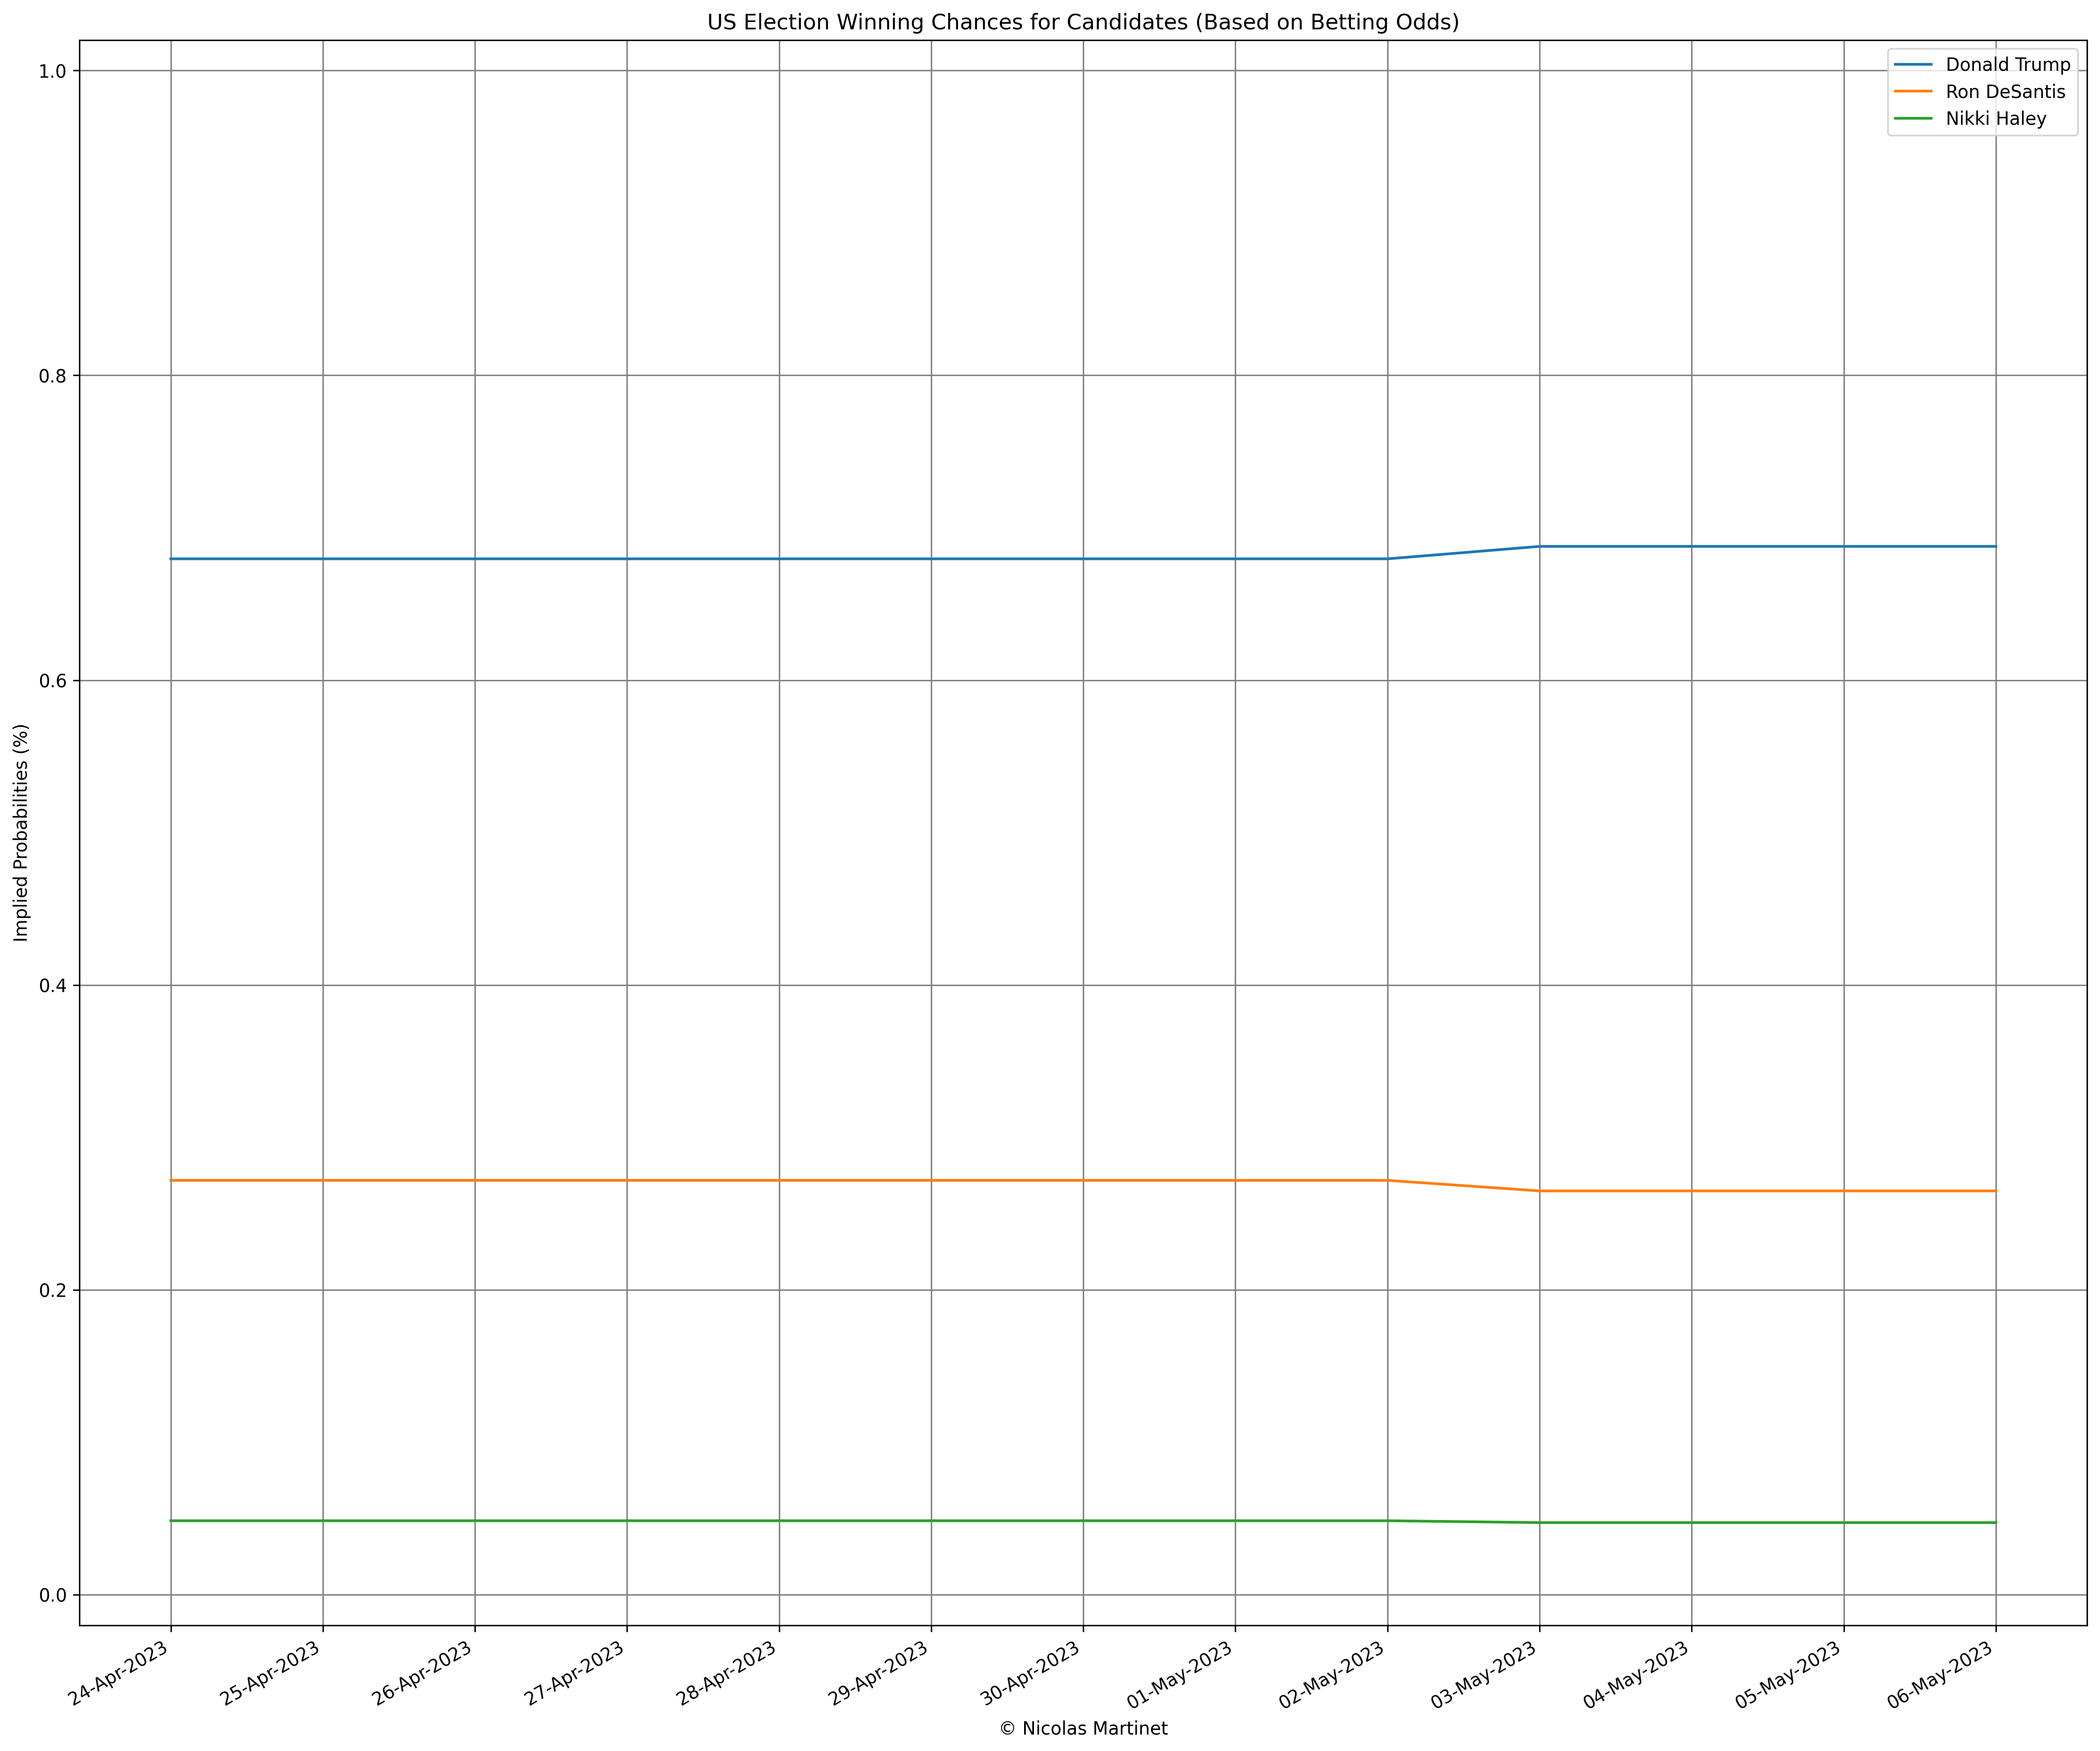 US Election Winning Chances for Candidates (Based on Betting Odds)
Donald Trump
Ron DeSantis
Nikki Haley
Implied Probabilities (%)
1.0
0.8
0.6
0.4
0.2
0.0
24-Apr-2023
25-Apr-2023
26-Apr-2023
27-Apr-2023
28-Apr-2023
29-Apr-2023
30-Apr-2023
01-May-2023
02-May-2023
03-May-2023
04-May-2023
05-May-2023
06-May-2023
© Nicolas Martinet